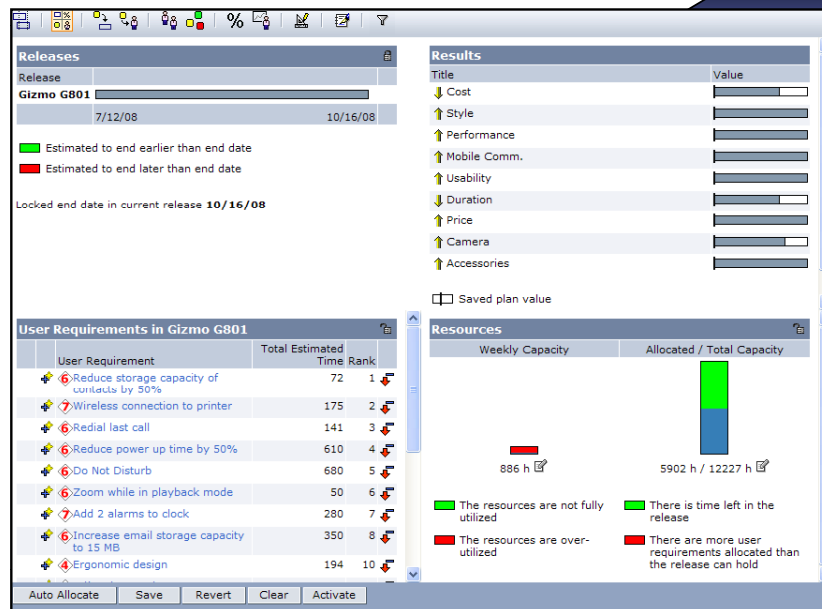 %
Releases
Release
Gizmo G801
7/12/08 10/16/08
Estimated to end earlier than end date
Estimated to end later than end date
Locked end date in current release 10/16/08
Results
Title Value
Cost
Style
Performance
Mobile Comm.
Usability
Duration
Price
Camera
Accessories
Saved plan value
User Requirements in Gizmo G801
User Requirement Total Estimated Time Rank
6 Reduce storage capacity of
contacts by 50% 72 1
7 Wireless connection to printer 175 2
6 Redial last call 141 3
6 Reduce power up time by 50% 610 4
6 Do Not Disturb 680 5
6 Zoom while in playback mode 50 6
7 Add 2 alarms to clock 280 7
6 Increase email storage capacity
to 15 MB 350 8
4 Ergonomic design 194 10
Resources
Weekly Capacity Allocated / Total Capacity
886 h 5902 h / 12227 h
The resources are not fully
utilized
There is time left in the
release
The resources are over-
utilized
There are more user
requirements allocated than
the release can hold
Auto Allocate Save Revert Clear Activate